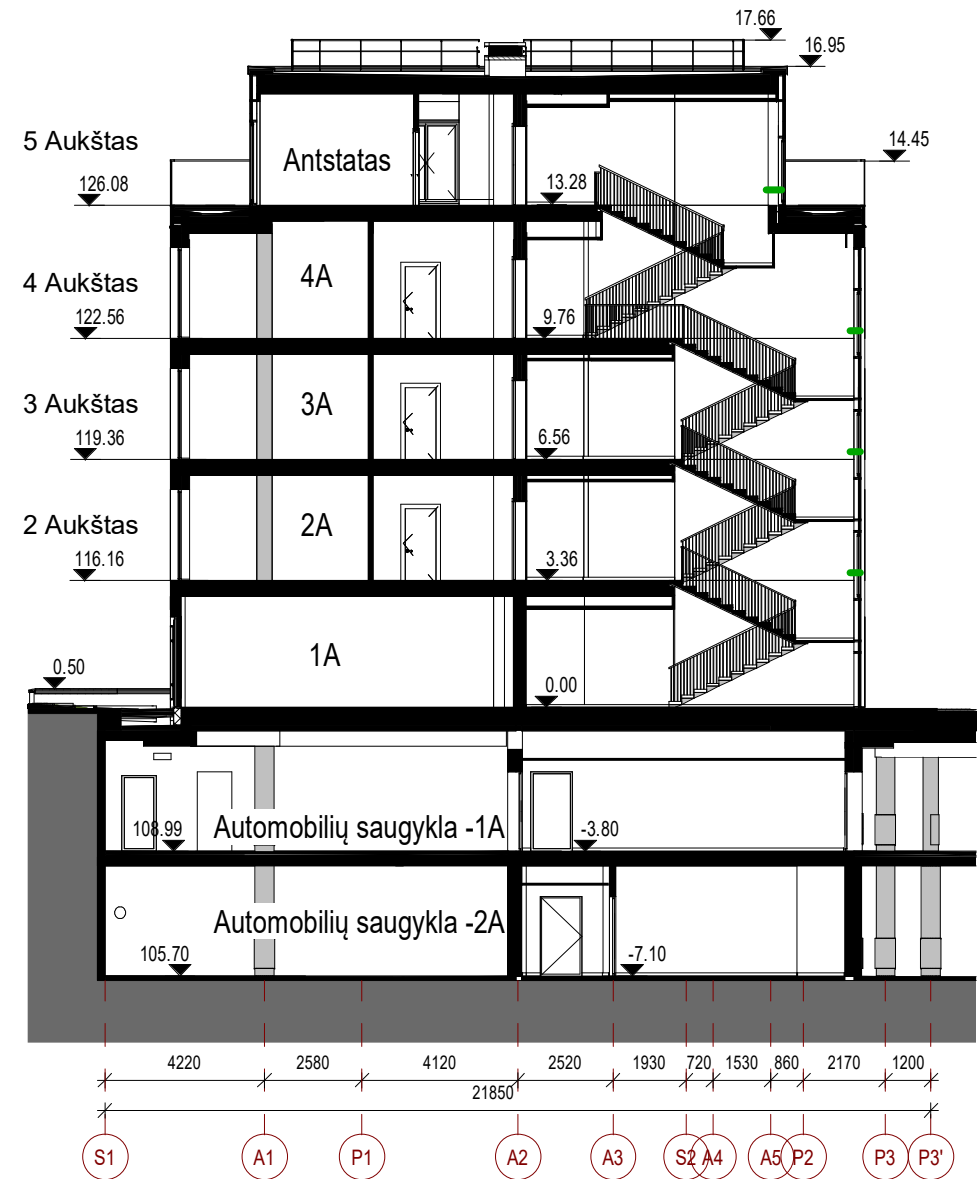 17.66
16.95
5 Aukštas
Antstatas
14.45
126.08
13.28
4 Aukštas
4A
122.56
9.76
3 Aukštas
3A
119.36
6.56
2 Aukštas
2A
116.16
3.36
1A
0.50
0.00
108.99
Automobilių saugykla -1A
-3.80
Automobilių saugykla -2A
105.70
-7.10
4220 2580 4120 2520 1930 720 1530 860 2170 1200
21850
S1 A1 P1 A2 A3 S2 A4 A5 P2 P3 P3'